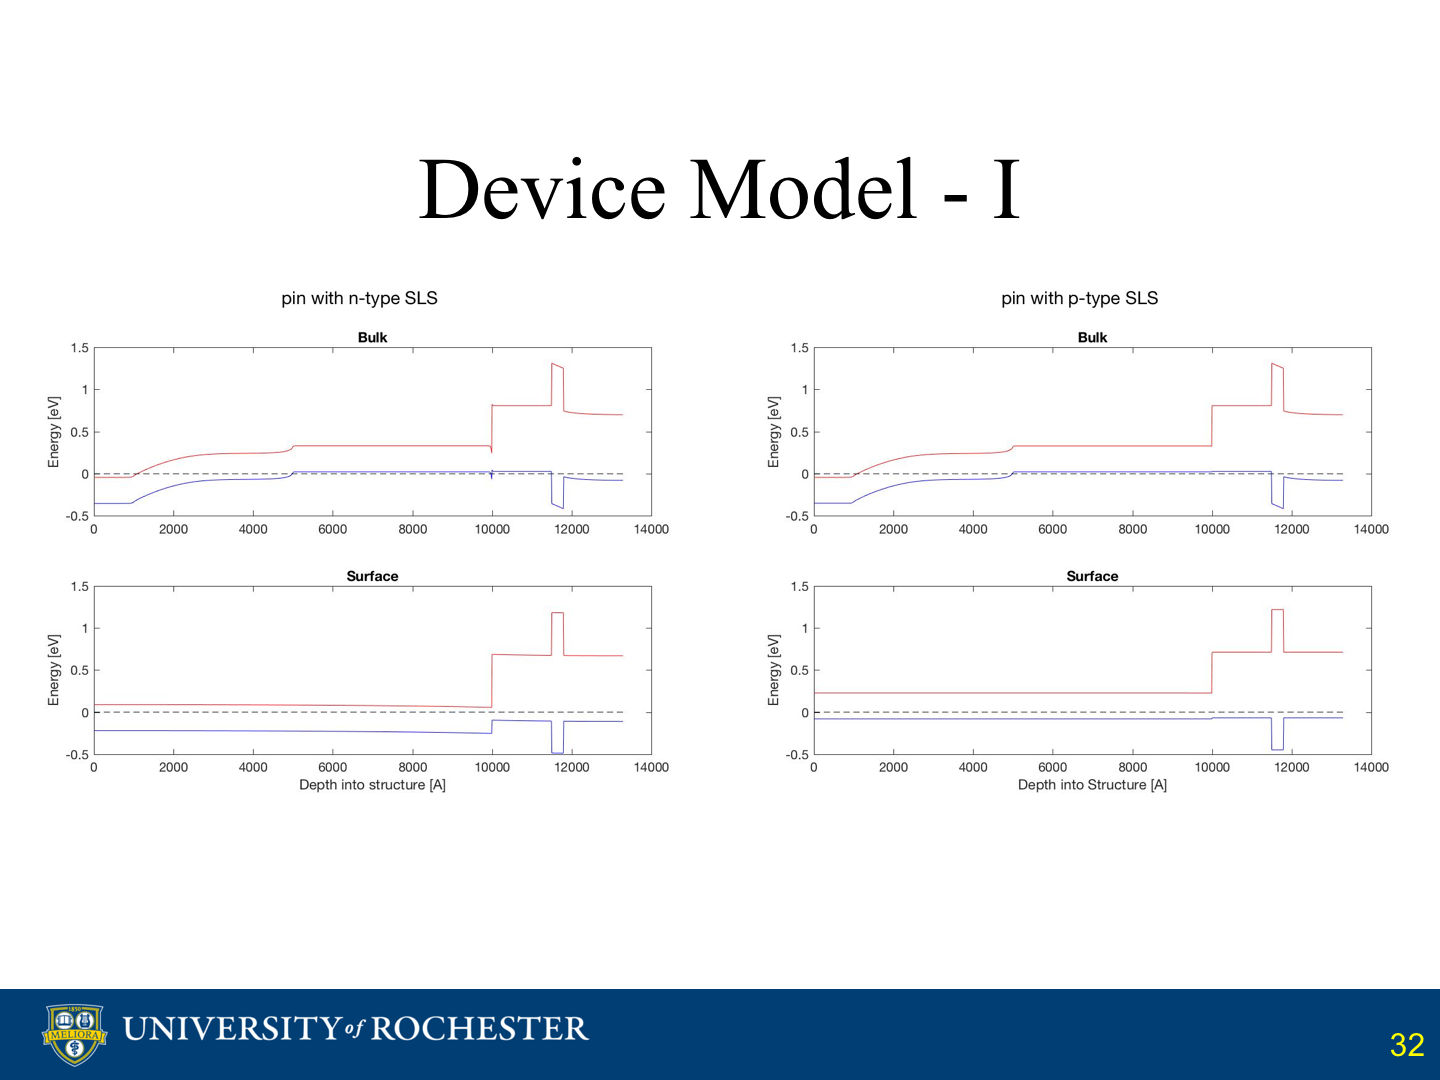 Device Model - I
pin with n-type SLS
Bulk
1.5
1
0.5
0
-0.5
Energy [eV]
0 2000 4000 6000 8000 10000 12000 14000
Surface
1.5
1
0.5
0
-0.5
Energy [eV]
0 2000 4000 6000 8000 10000 12000 14000
Depth into structure [A]
pin with p-type SLS
Bulk
1.5
1
0.5
0
-0.5
Energy [eV]
0 2000 4000 6000 8000 10000 12000 14000
Surface
1.5
1
0.5
0
-0.5
Energy [eV]
0 2000 4000 6000 8000 10000 12000 14000
Depth into Structure [A]
1850
MELIORA
UNIVERSITY of ROCHESTER
32